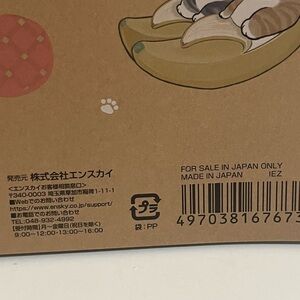 発売元 株式会社エンスカイ
<エンスカイお客様相談窓口>
〒340-0003 埼玉県草加市稲荷1-11-1
■Webでのお問い合わせ
https://www.ensky.co.jp/support/
■お電話でのお問い合わせ
TEL:048-932-4992
[受付時間]月〜金曜日(祝日を除く)
9:00〜12:00・13:00〜16:00
プラ
袋:PP
FOR SALE IN JAPAN ONLY
MADE IN JAPAN IEZ
497038167673